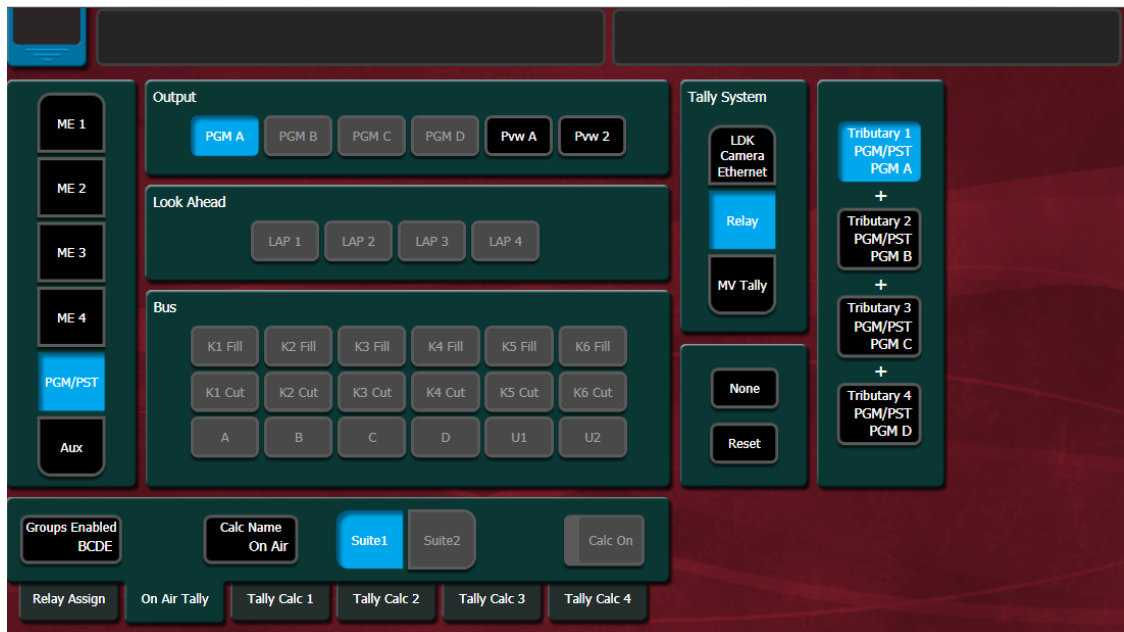 ME 1
ME 2
ME 3
ME 4
PGM/PST
Aux
Output
PGM A
PGM B
PGM C
PGM D
Pvw A
Pvw 2
Look Ahead
LAP 1
LAP 2
LAP 3
LAP 4
Bus
K1 Fill
K2 Fill
K3 Fill
K4 Fill
K5 Fill
K6 Fill
K1 Cut
K2 Cut
K3 Cut
K4 Cut
K5 Cut
K6 Cut
A
B
C
D
U1
U2
Tally System
LDK
Camera
Ethernet
Relay
MV Tally
None
Reset
Tributary 1
PGM/PST
PGM A
+
Tributary 2
PGM/PST
PGM B
+
Tributary 3
PGM/PST
PGM C
+
Tributary 4
PGM/PST
PGM D
Groups Enabled
BCDE
Calc Name
On Air
Suite1
Suite2
Calc On
Relay Assign
On Air Tally
Tally Calc 1
Tally Calc 2
Tally Calc 3
Tally Calc 4